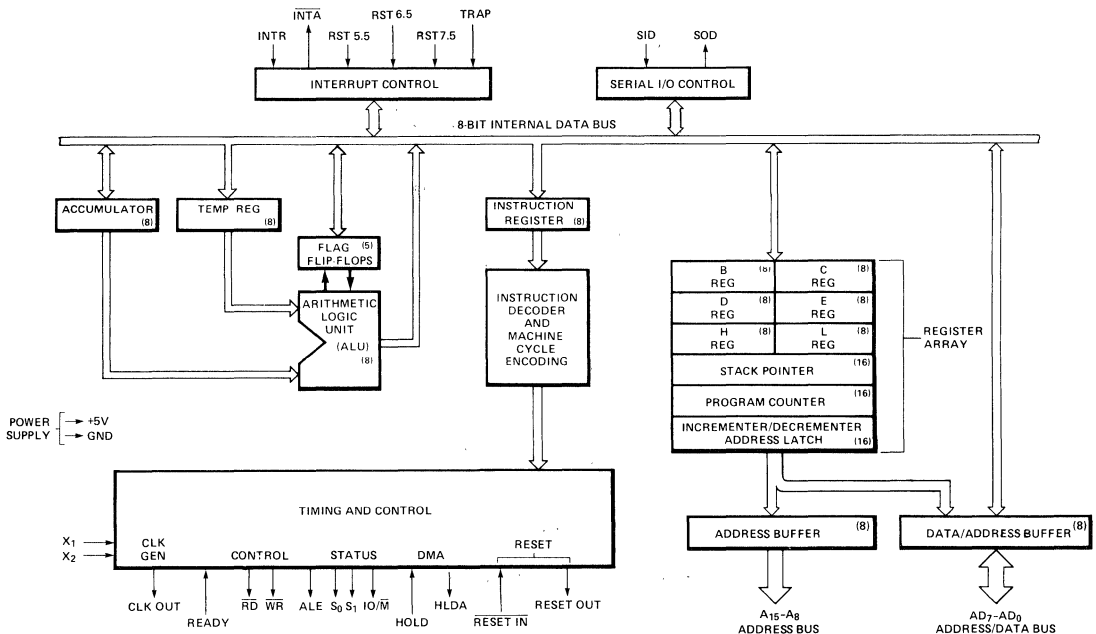 INTR
INTA
RST 5.5
RST 6.5
RST 7.5
TRAP
SID
SOD
INTERRUPT CONTROL
SERIAL I/O CONTROL
8-BIT INTERNAL DATA BUS
ACCUMULATOR
(8)
TEMP REG
(8)
INSTRUCTION
REGISTER (8)
FLAG (5)
FLIP-FLOPS
ARITHMETIC
LOGIC
UNIT
(ALU)
(8)
INSTRUCTION
DECODER
AND
MACHINE
CYCLE
ENCODING
B (8)
REG
C (8)
REG
D (8)
REG
E (8)
REG
H (8)
REG
L (8)
REG
STACK POINTER (16)
PROGRAM COUNTER (16)
INCREMENTER/DECREMENTER
ADDRESS LATCH (16)
REGISTER
ARRAY
POWER
SUPPLY
+5V
GND
TIMING AND CONTROL
X1
X2
CLK
GEN
CONTROL
STATUS
DMA
RESET
CLK OUT
READY
RD
WR
ALE
S0
S1
IO/M
HOLD
HLDA
RESET IN
RESET OUT
ADDRESS BUFFER (8)
DATA/ADDRESS BUFFER (8)
A15–A8
ADDRESS BUS
AD7–AD0
ADDRESS/DATA BUS